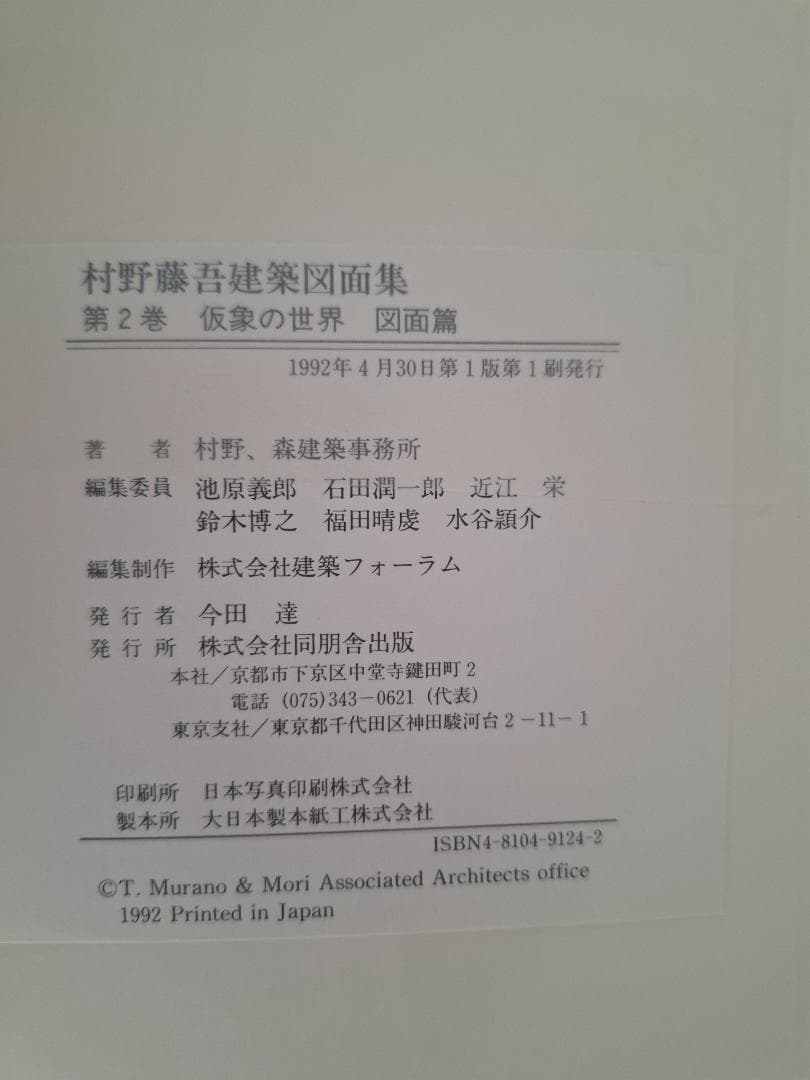 村野藤吾建築図面集
第2巻　仮象の世界　図面篇
1992年4月30日第1版第1刷発行
著　者　村野、森建築事務所
編集委員　池原義郎　石田潤一郎　近江　栄
鈴木博之　福田晴虔　水谷頴介
編集制作　株式会社建築フォーラム
発行者　今田　達
発行所　株式会社同朋舎出版
本社／京都市下京区中堂寺鍵田町2
電話 (075)343-0621 (代表)
東京支社／東京都千代田区神田駿河台2-11-1
印刷所　日本写真印刷株式会社
製本所　大日本製本紙工株式会社
ISBN4-8104-9124-2
©T. Murano & Mori Associated Architects office
1992 Printed in Japan